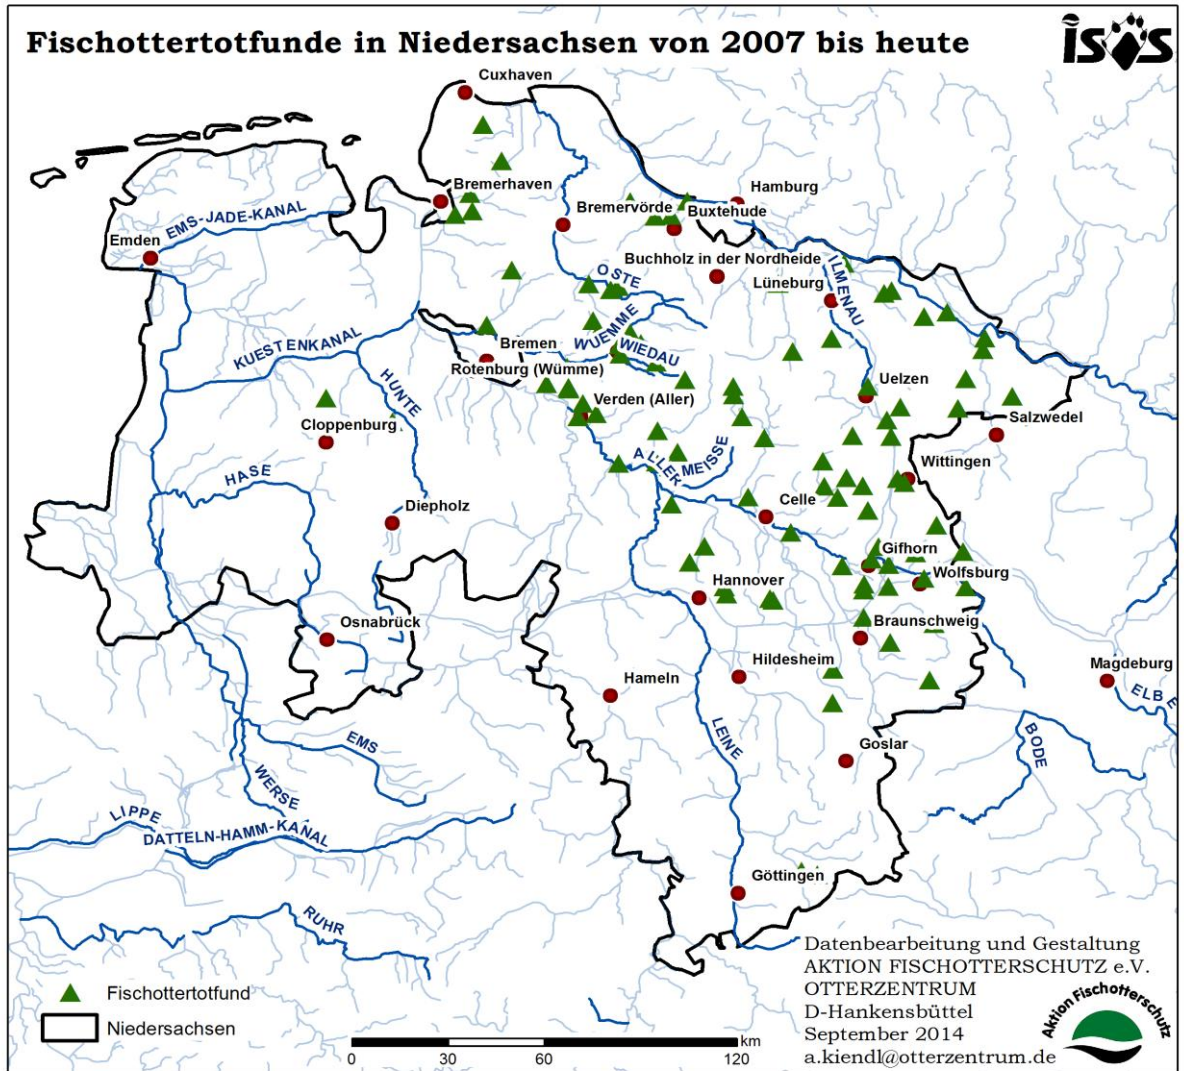 Fischottertotfunde in Niedersachsen von 2007 bis heute
isos
Cuxhaven
Bremerhaven
Hamburg
Bremervörde
Buxtehude
EMS-JADE-KANAL
Emden
Buchholz in der Nordheide
OSTE
Lüneburg
ILMENAU
WUEMME
KUESTENKANAL
Bremen
WIEDAU
Rotenburg (Wümme)
HUNTE
Uelzen
Verden (Aller)
Cloppenburg
Salzwedel
ALLER
MEISSE
Wittingen
HASE
Celle
Diepholz
Gifhorn
Wolfsburg
Hannover
Osnabrück
Braunschweig
Hildesheim
Hameln
Magdeburg
ELBE
LEINE
EMS
Goslar
BODE
WERSE
LIPPE
DATTELN-HAMM-KANAL
Göttingen
RUHR
Datenbearbeitung und Gestaltung
AKTION FISCHOTTERSCHUTZ e.V.
OTTERZENTRUM
D-Hankensbüttel
September 2014
a.kiendl@otterzentrum.de
Aktion Fischotterschutz
Fischottertotfund
Niedersachsen
km
0 30 60 120